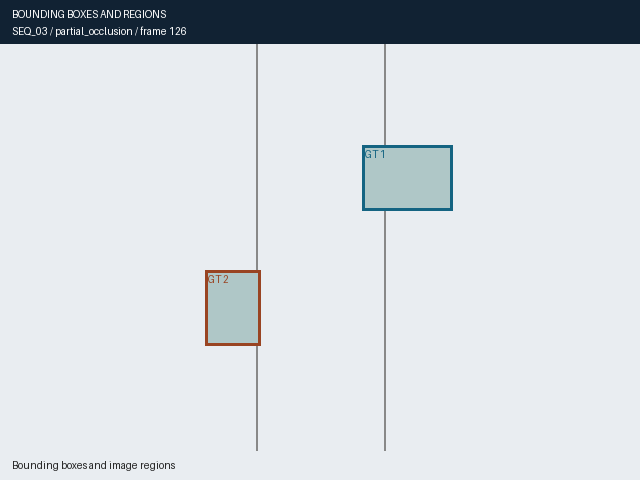 BOUNDING BOXES AND REGIONS
SEQ_03 / partial_occlusion / frame 126
GT1
GT2
Bounding boxes and image regions